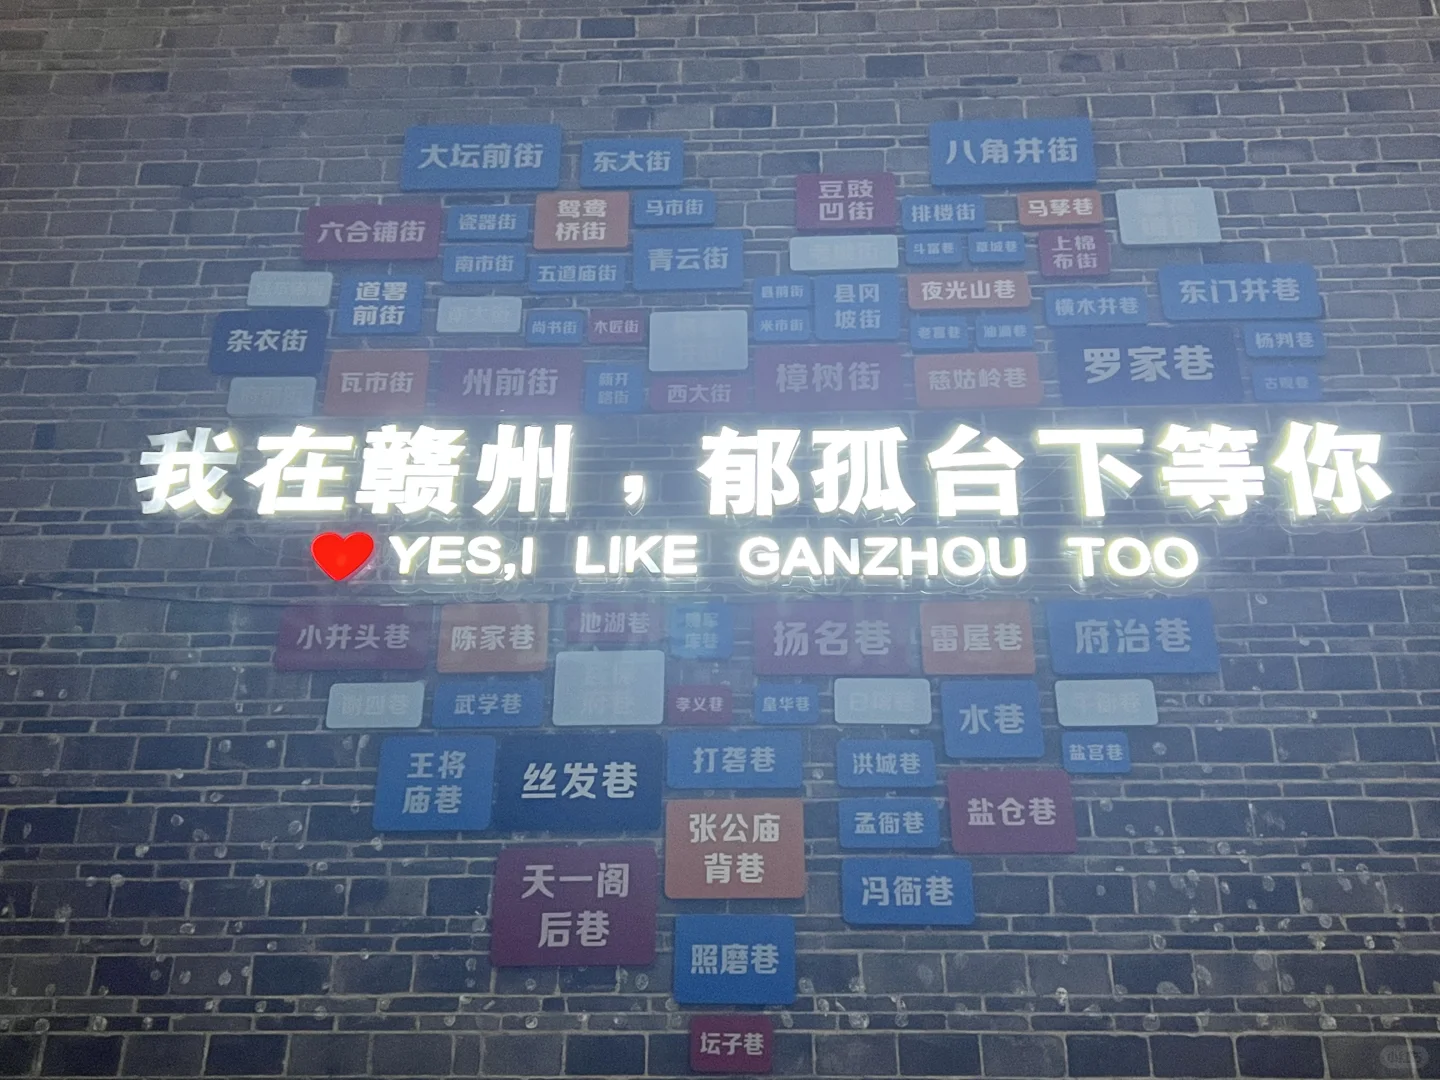 大坛前街
东大街
八角井街
六合铺街
瓷器街
鸳鸯
桥街
马市街
豆豉
凹街
排楼街
马孳巷
南市街
五道庙街
青云街
斗富巷
上棉
布街
道署
前街
县前街
县冈
坡街
夜光山巷
横木井巷
东门井巷
杂衣街
尚书街
木匠街
米市街
杨判巷
瓦市街
州前街
新开
路街
西大街
樟树街
慈姑岭巷
罗家巷
我在赣州，郁孤台下等你
YES,I LIKE GANZHOU TOO
小井头巷
陈家巷
池湖巷
扬名巷
雷屋巷
府治巷
武学巷
孝义巷
皇华巷
水巷
王将
庙巷
丝发巷
打砻巷
洪城巷
盐宫巷
张公庙
背巷
孟衙巷
盐仓巷
天一阁
后巷
冯衙巷
照磨巷
坛子巷